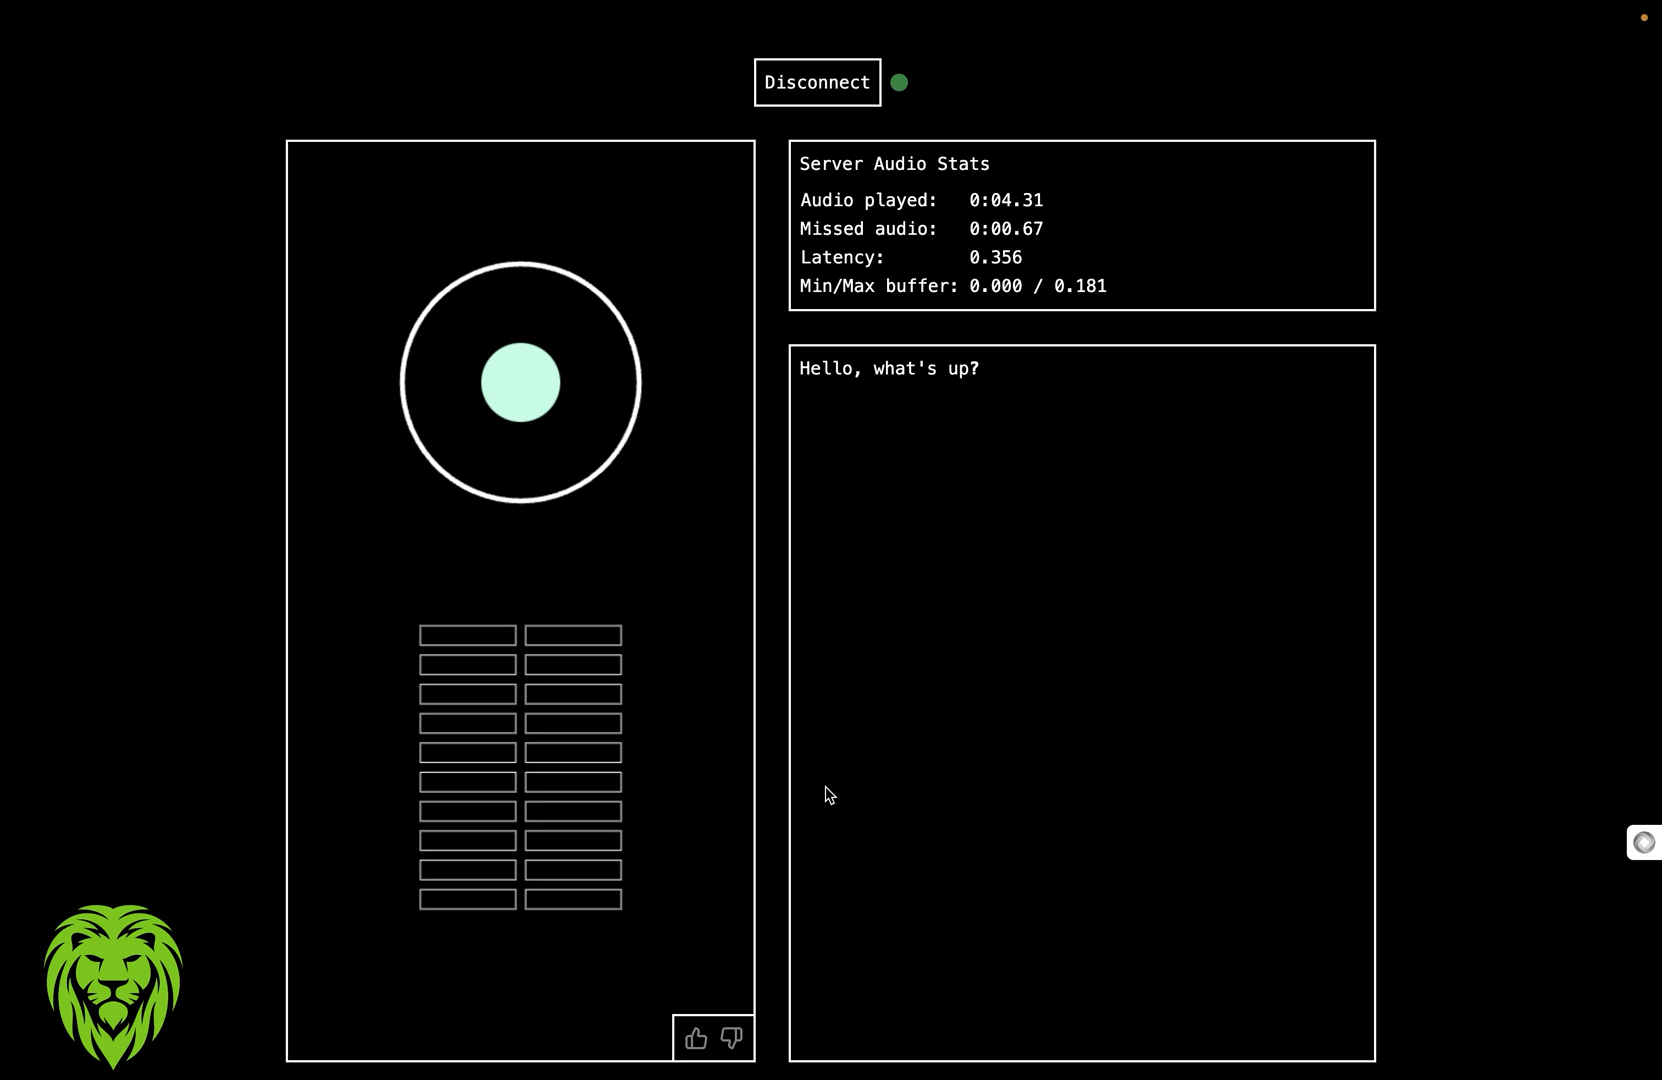 Disconnect
Server Audio Stats
Audio played: 0:04.31
Missed audio: 0:00.67
Latency: 0.356
Min/Max buffer: 0.000 / 0.181
Hello, what's up?